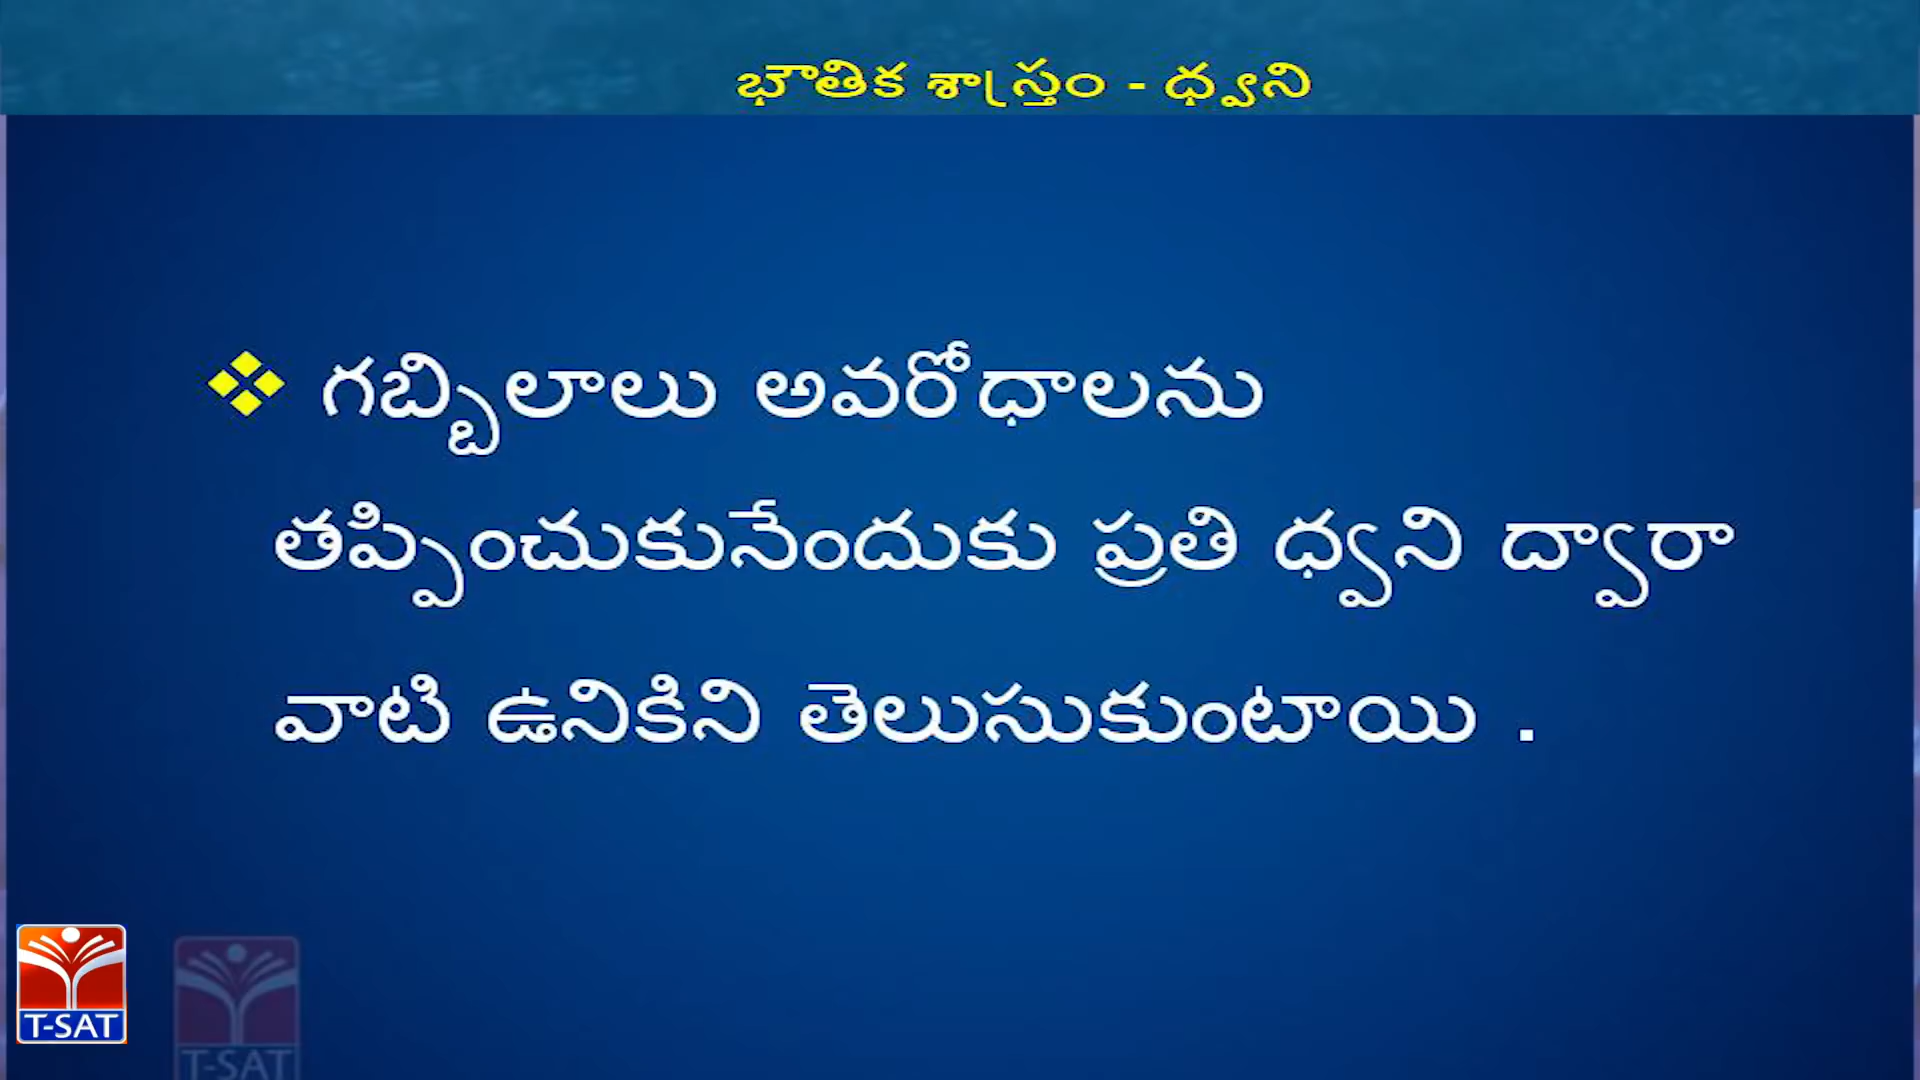 భౌతిక శాస్త్రం - ధ్వని
గబ్బిలాలు అవరోధాలను
తప్పించుకునేందుకు ప్రతి ధ్వని ద్వారా
వాటి ఉనికిని తెలుసుకుంటాయి .
T-SAT
T-SAT